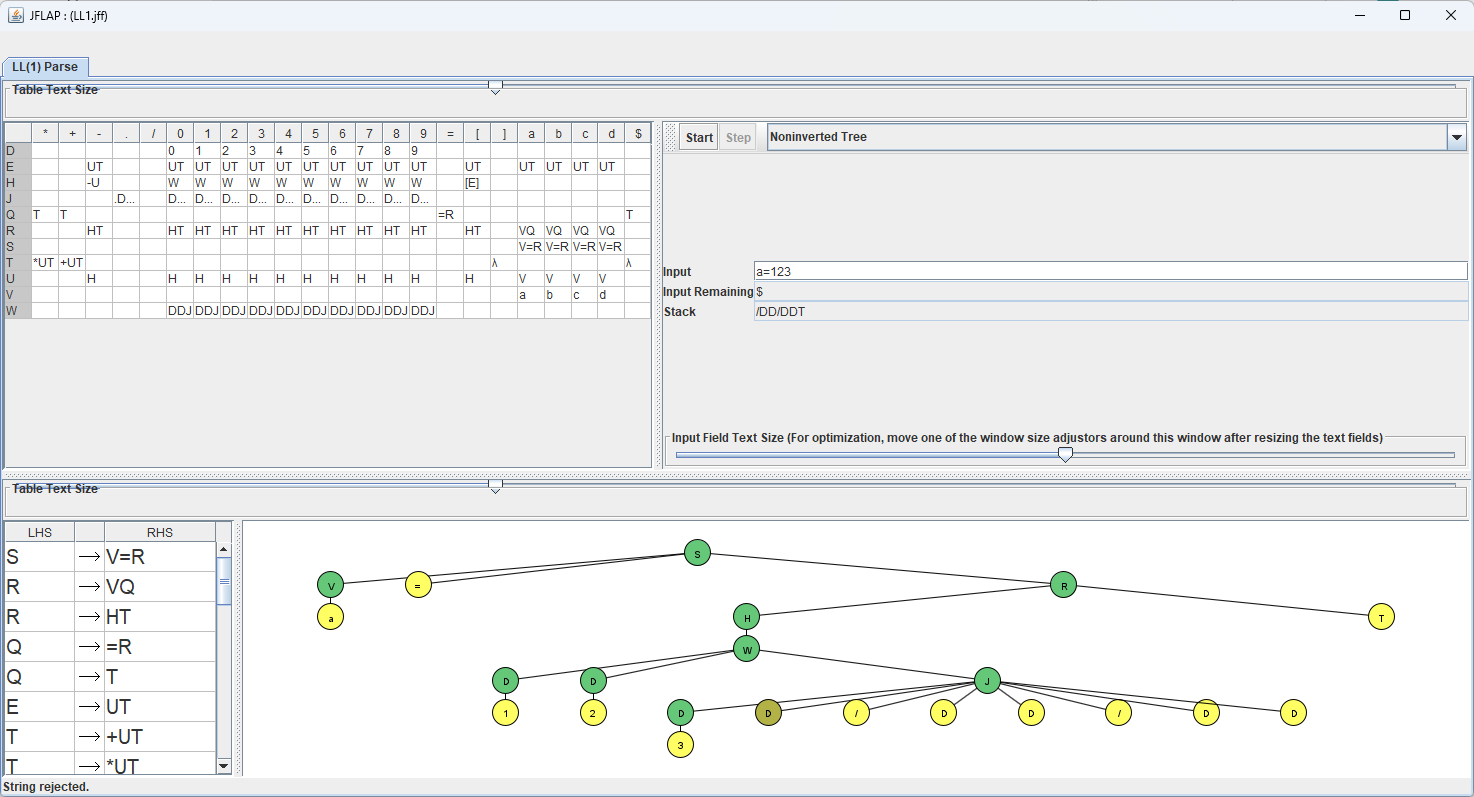 JFLAP : (LL1.jff)
LL(1) Parse
Table Text Size
* + - . / 0 1 2 3 4 5 6 7 8 9 = [ ] a b c d $
D 0 1 2 3 4 5 6 7 8 9
E UT UT UT UT UT UT UT UT UT UT UT UT UT UT UT UT
H -U W W W W W W W W W W [E]
J .D... D... D... D... D... D... D... D... D... D... D...
Q T T =R T
R HT HT HT HT HT HT HT HT HT HT HT HT VQ VQ VQ VQ
S V=R V=R V=R V=R
T *UT +UT λ λ
U H H H H H H H H H H H H V V V V
V a b c d
W DDJ DDJ DDJ DDJ DDJ DDJ DDJ DDJ DDJ DDJ
Start Step Noninverted Tree
Input a=123
Input Remaining $
Stack /DD/DDT
Input Field Text Size (For optimization, move one of the window size adjustors around this window after resizing the text fields)
Table Text Size
LHS RHS
S → V=R
R → VQ
R → HT
Q → =R
Q → T
E → UT
T → +UT
T → *UT
S
V = R
a H T
W
D D J
1 2 D D / D D / D D
3
String rejected.